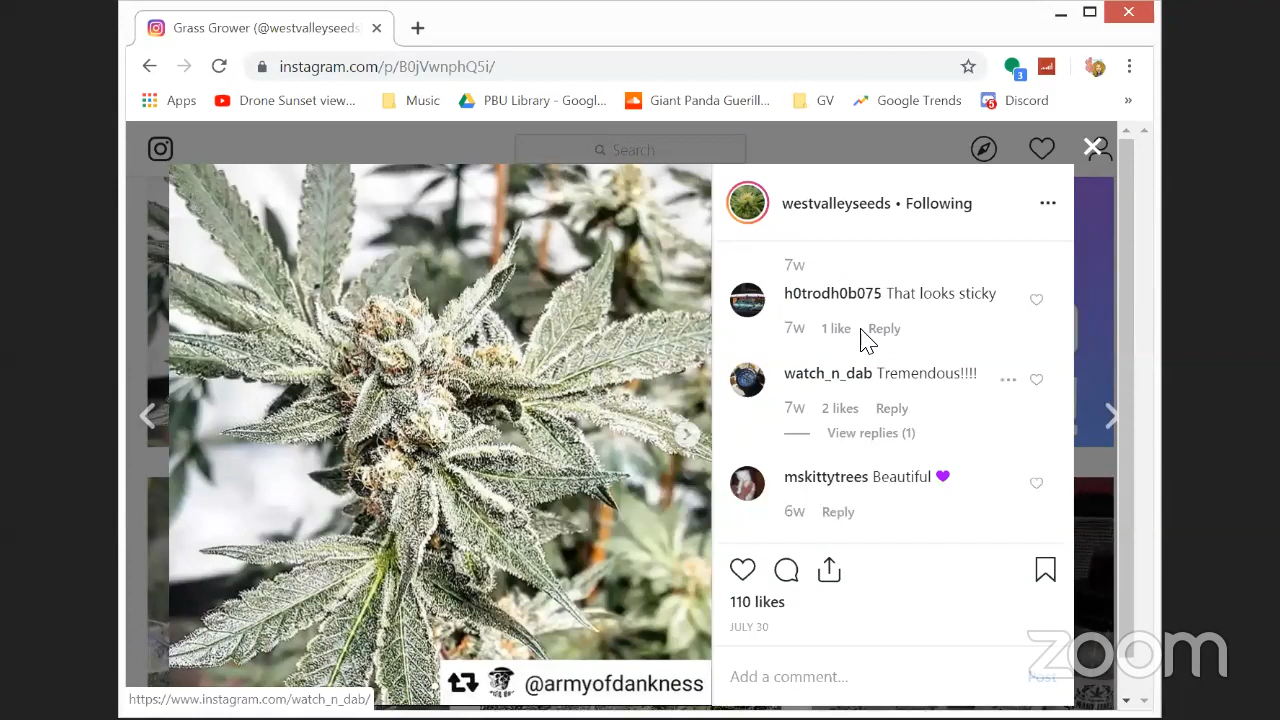 Grass Grower (@westvalleyseeds
instagram.com/p/B0jVwnphQ5i/
3
Apps
Drone Sunset view...
Music
PBU Library - Googl...
Giant Panda Guerill...
GV
Google Trends
5
Discord
»
Search
westvalleyseeds • Following
7w
h0trodh0b075 That looks sticky
7w 1 like Reply
watch_n_dab Tremendous!!!!
7w 2 likes Reply
View replies (1)
mskittytrees Beautiful 💜
6w Reply
110 likes
JULY 30
Add a comment...
Post
@armyofdankness
https://www.instagram.com/watch_n_dab/
zoom